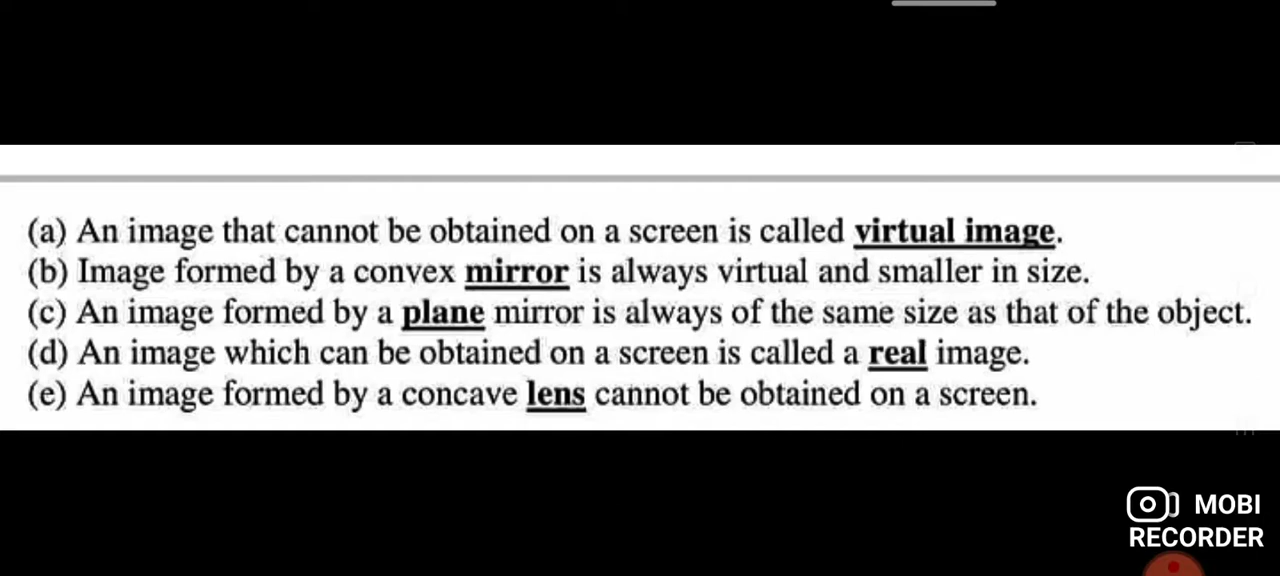 (a) An image that cannot be obtained on a screen is called virtual image.
(b) Image formed by a convex mirror is always virtual and smaller in size.
(c) An image formed by a plane mirror is always of the same size as that of the object.
(d) An image which can be obtained on a screen is called a real image.
(e) An image formed by a concave lens cannot be obtained on a screen.
MOBI
RECORDER